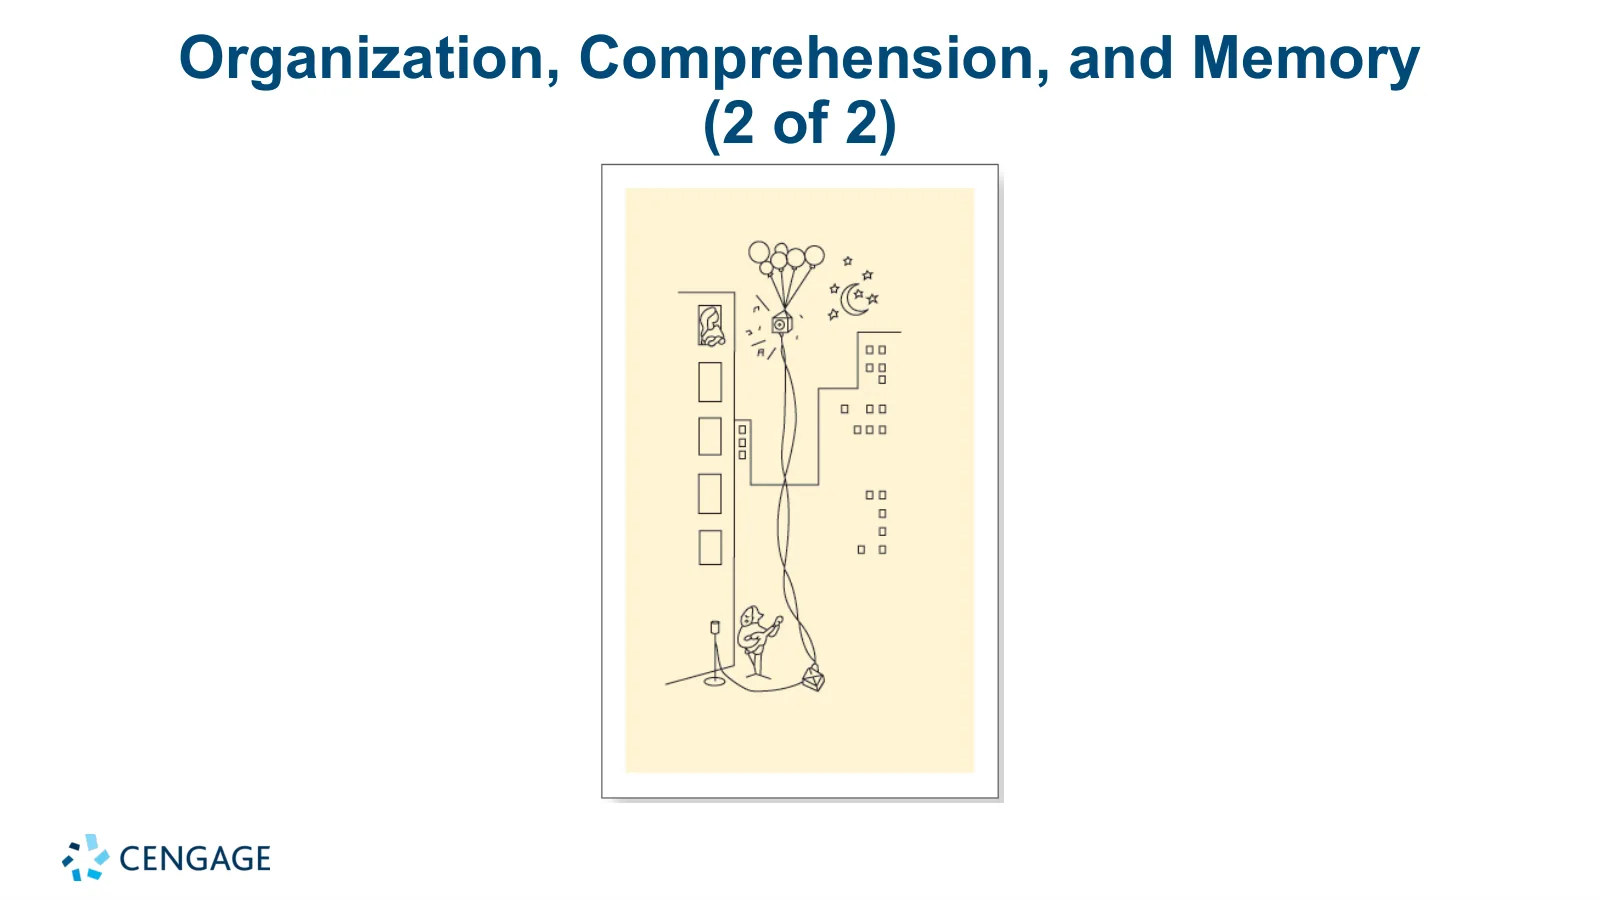 Organization, Comprehension, and Memory
(2 of 2)
CENGAGE